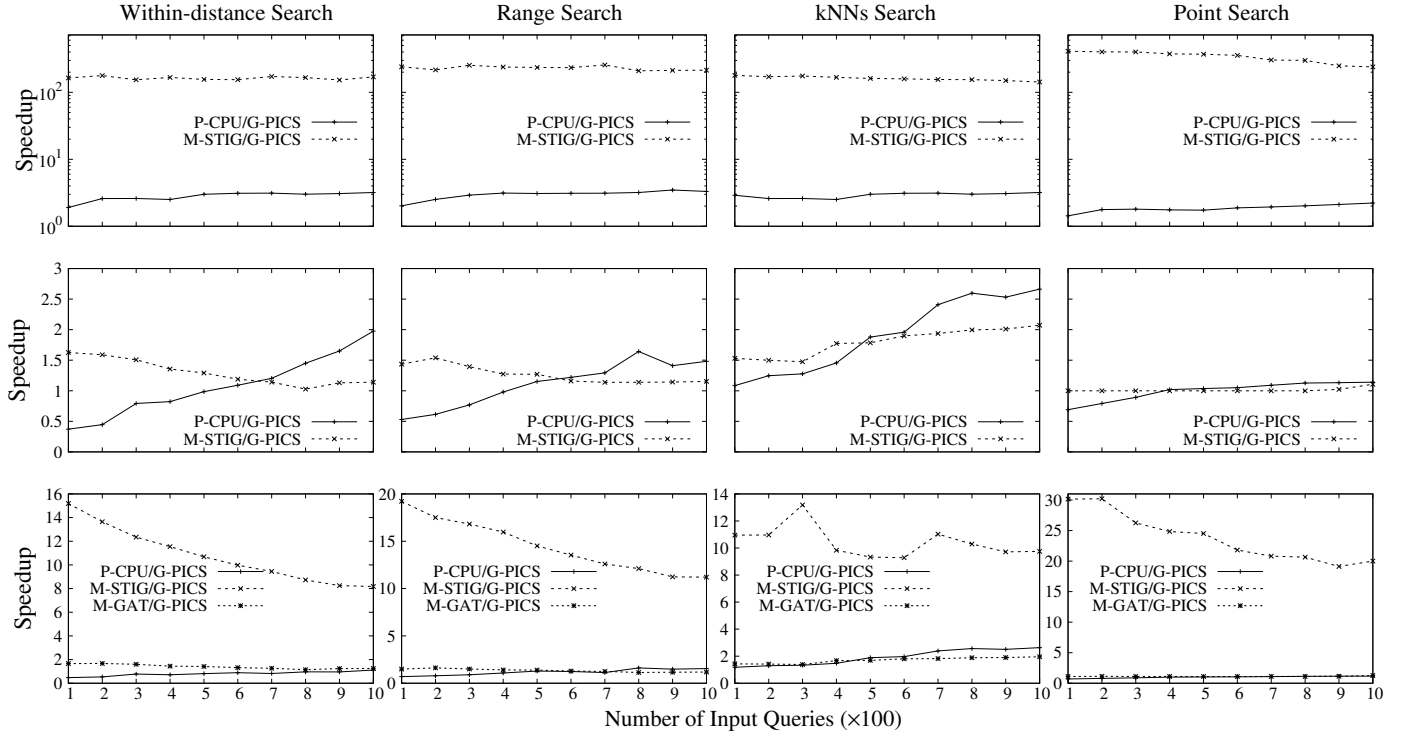 Within-distance Search
Range Search
kNNs Search
Point Search
Speedup
10^2
10^1
10^0
P-CPU/G-PICS
M-STIG/G-PICS
P-CPU/G-PICS
M-STIG/G-PICS
P-CPU/G-PICS
M-STIG/G-PICS
P-CPU/G-PICS
M-STIG/G-PICS
Speedup
3
2.5
2
1.5
1
0.5
0
P-CPU/G-PICS
M-STIG/G-PICS
P-CPU/G-PICS
M-STIG/G-PICS
P-CPU/G-PICS
M-STIG/G-PICS
P-CPU/G-PICS
M-STIG/G-PICS
Speedup
16
14
12
10
8
6
4
2
0
P-CPU/G-PICS
M-STIG/G-PICS
M-GAT/G-PICS
1 2 3 4 5 6 7 8 9 10
20
15
10
5
0
P-CPU/G-PICS
M-STIG/G-PICS
M-GAT/G-PICS
1 2 3 4 5 6 7 8 9 10
14
12
10
8
6
4
2
0
P-CPU/G-PICS
M-STIG/G-PICS
M-GAT/G-PICS
1 2 3 4 5 6 7 8 9 10
30
25
20
15
10
5
0
P-CPU/G-PICS
M-STIG/G-PICS
M-GAT/G-PICS
1 2 3 4 5 6 7 8 9 10
Number of Input Queries (×100)